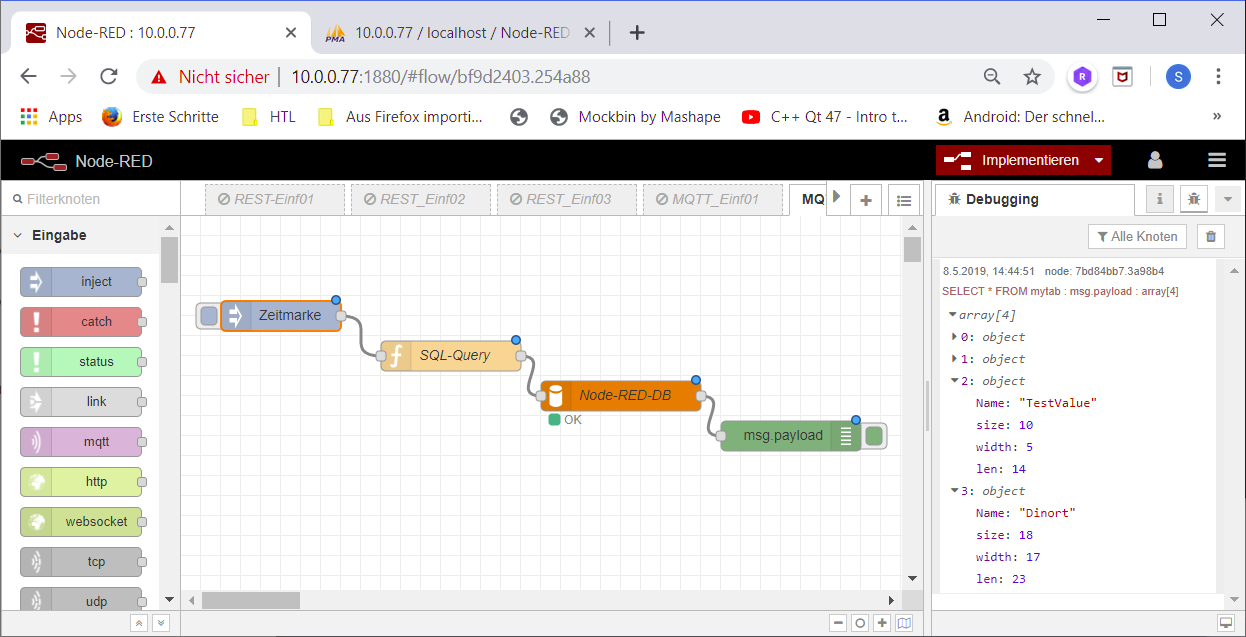 Node-RED : 10.0.0.77
10.0.0.77 / localhost / Node-RED
Nicht sicher | 10.0.0.77:1880/#flow/bf9d2403.254a88
R
S
Apps
Erste Schritte
HTL
Aus Firefox importi...
Mockbin by Mashape
C++ Qt 47 - Intro t...
Android: Der schnel...
»
Node-RED
Implementieren
Filterknoten
REST-Einf01
REST_Einf02
REST_Einf03
MQTT_Einf01
MQ
Debugging
Eingabe
Alle Knoten
inject
catch
status
link
mqtt
http
websocket
tcp
udp
Zeitmarke
SQL-Query
Node-RED-DB
OK
msg.payload
8.5.2019, 14:44:51 node: 7bd84bb7.3a98b4
SELECT * FROM mytab : msg.payload : array[4]
array[4]
0: object
1: object
2: object
Name: "TestValue"
size: 10
width: 5
len: 14
3: object
Name: "Dinort"
size: 18
width: 17
len: 23